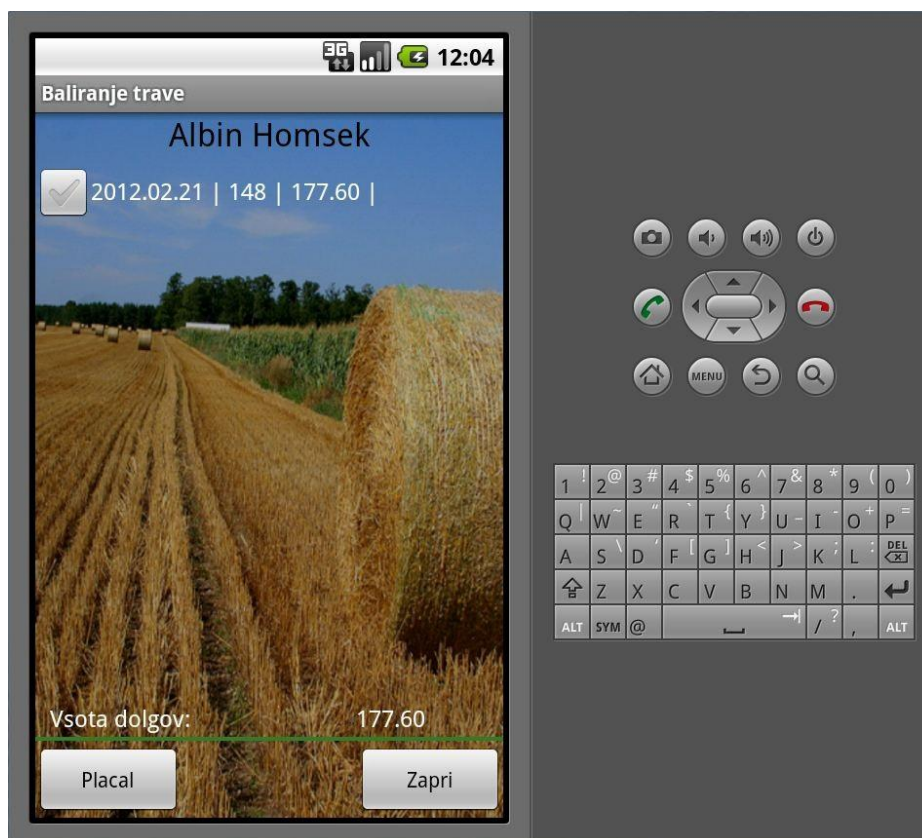 3G 12:04
Baliranje trave
Albin Homsek
2012.02.21 | 148 | 177.60 |
Vsota dolgov: 177.60
Placal Zapri
MENU
1 ! 2 @ 3 # 4 $ 5 % 6 ^ 7 & 8 * 9 ( 0 )
Q | W ~ E " R ` T { Y } U _ I - O + P =
A S \ D ' F [ G ] H < J > K ; L : DEL
Z X C V B N M .
ALT SYM @ / ? , ALT